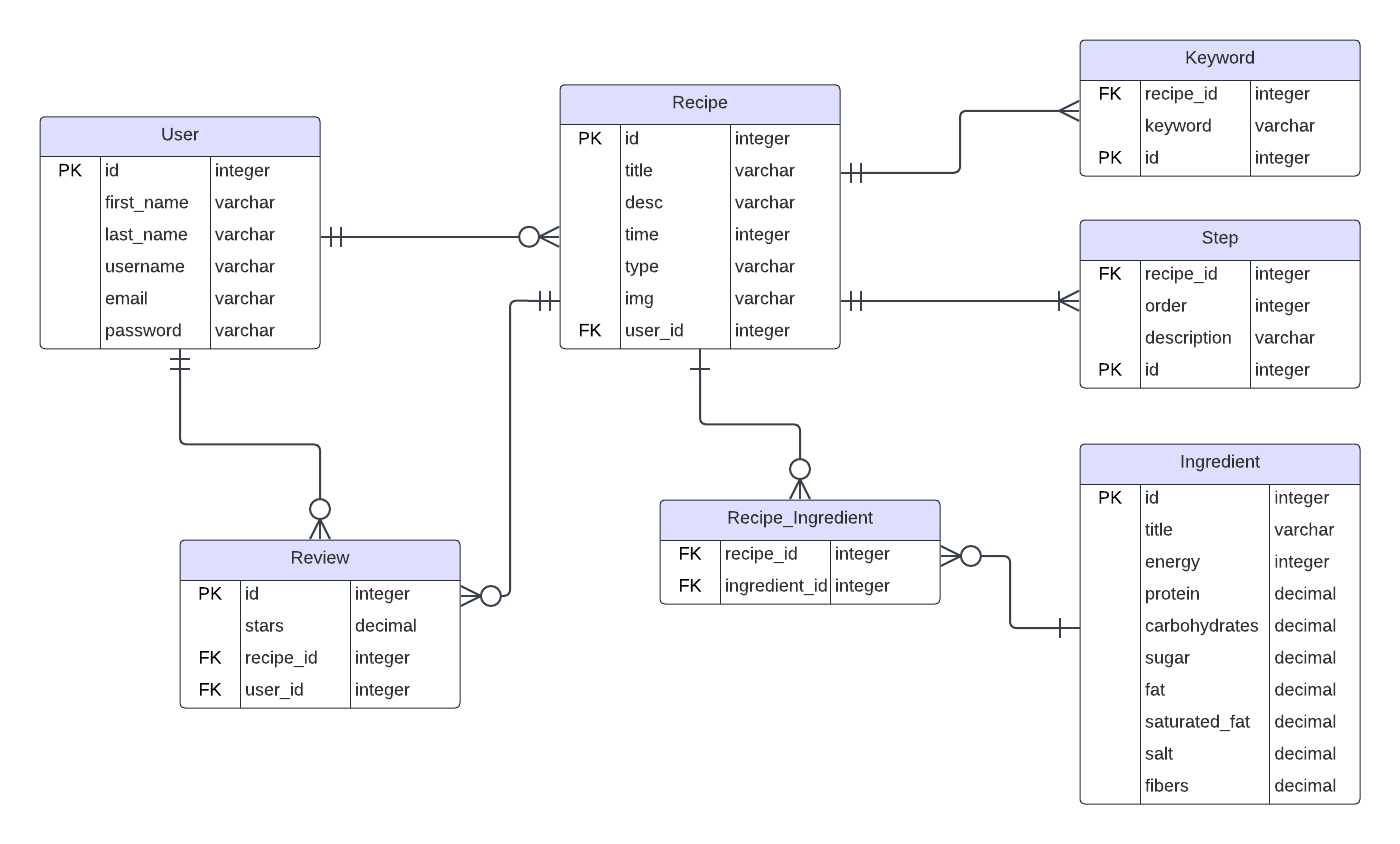 User
PK id integer
first_name varchar
last_name varchar
username varchar
email varchar
password varchar
Recipe
PK id integer
title varchar
desc varchar
time integer
type varchar
img varchar
FK user_id integer
Keyword
FK recipe_id integer
keyword varchar
PK id integer
Step
FK recipe_id integer
order integer
description varchar
PK id integer
Review
PK id integer
stars decimal
FK recipe_id integer
FK user_id integer
Recipe_Ingredient
FK recipe_id integer
FK ingredient_id integer
Ingredient
PK id integer
title varchar
energy integer
protein decimal
carbohydrates decimal
sugar decimal
fat decimal
saturated_fat decimal
salt decimal
fibers decimal